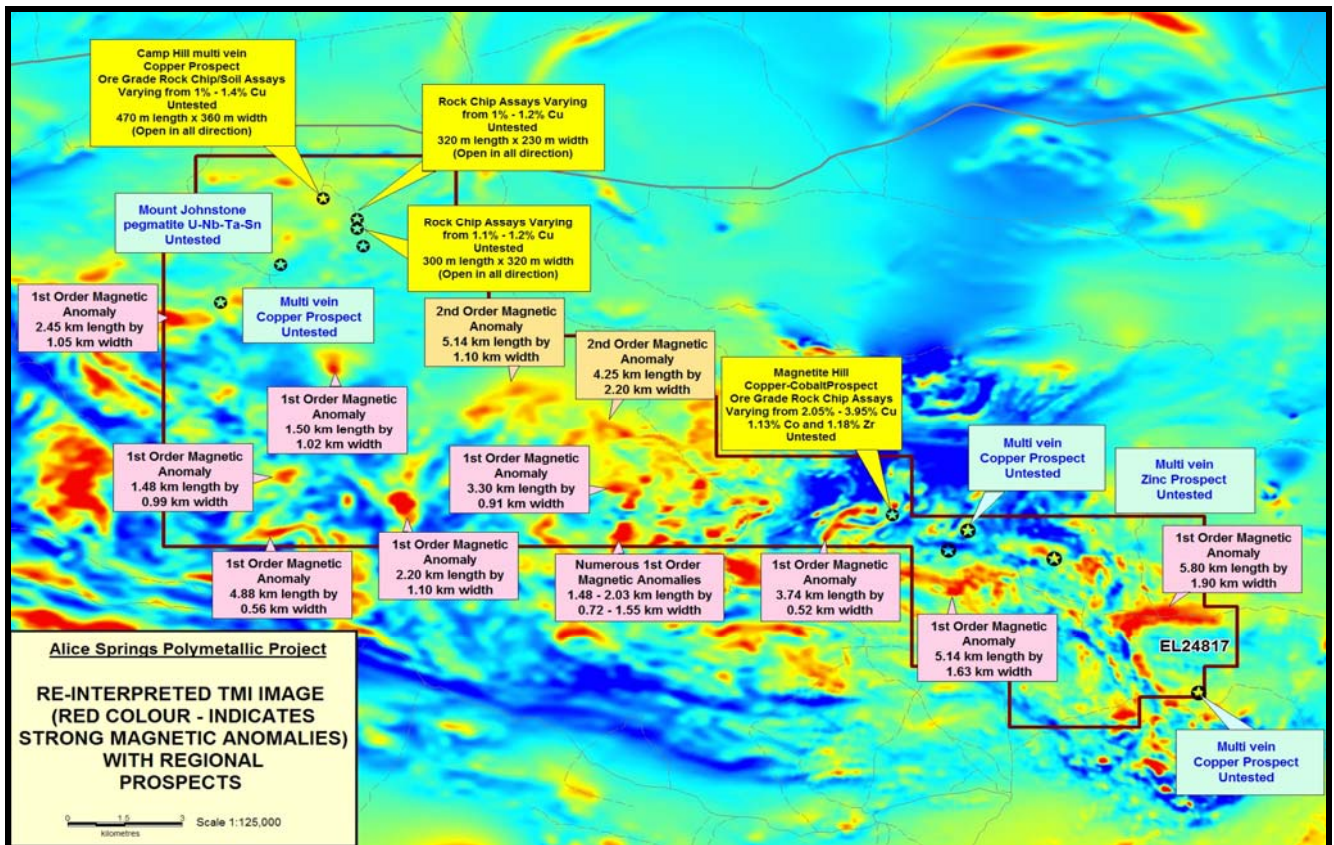 Camp Hill multi vein
Copper Prospect
Ore Grade Rock Chip/Soil Assays
Varying from 1% - 1.4% Cu
Untested
470 m length x 360 m width
(Open in all direction)
Rock Chip Assays Varying
from 1% - 1.2% Cu
Untested
320 m length x 230 m width
(Open in all direction)
Mount Johnstone
pegmatite U-Nb-Ta-Sn
Untested
Rock Chip Assays Varying
from 1.1% - 1.2% Cu
Untested
300 m length x 320 m width
(Open in all direction)
1st Order Magnetic
Anomaly
2.45 km length by
1.05 km width
Multi vein
Copper Prospect
Untested
2nd Order Magnetic
Anomaly
5.14 km length by
1.10 km width
2nd Order Magnetic
Anomaly
4.25 km length by
2.20 km width
Magnetite Hill
Copper-CobaltProspect
Ore Grade Rock Chip Assays
Varying from 2.05% - 3.95% Cu
1.13% Co and 1.18% Zr
Untested
1st Order Magnetic
Anomaly
1.50 km length by
1.02 km width
1st Order Magnetic
Anomaly
1.48 km length by
0.99 km width
1st Order Magnetic
Anomaly
3.30 km length by
0.91 km width
Multi vein
Copper Prospect
Untested
Multi vein
Zinc Prospect
Untested
1st Order Magnetic
Anomaly
4.88 km length by
0.56 km width
1st Order Magnetic
Anomaly
2.20 km length by
1.10 km width
Numerous 1st Order
Magnetic Anomalies
1.48 - 2.03 km length by
0.72 - 1.55 km width
1st Order Magnetic
Anomaly
3.74 km length by
0.52 km width
1st Order Magnetic
Anomaly
5.80 km length by
1.90 km width
1st Order Magnetic
Anomaly
5.14 km length by
1.63 km width
EL24817
Multi vein
Copper Prospect
Untested
Alice Springs Polymetallic Project
RE-INTERPRETED TMI IMAGE
(RED COLOUR - INDICATES
STRONG MAGNETIC ANOMALIES)
WITH REGIONAL
PROSPECTS
0 1.5 3
kilometres
Scale 1:125,000